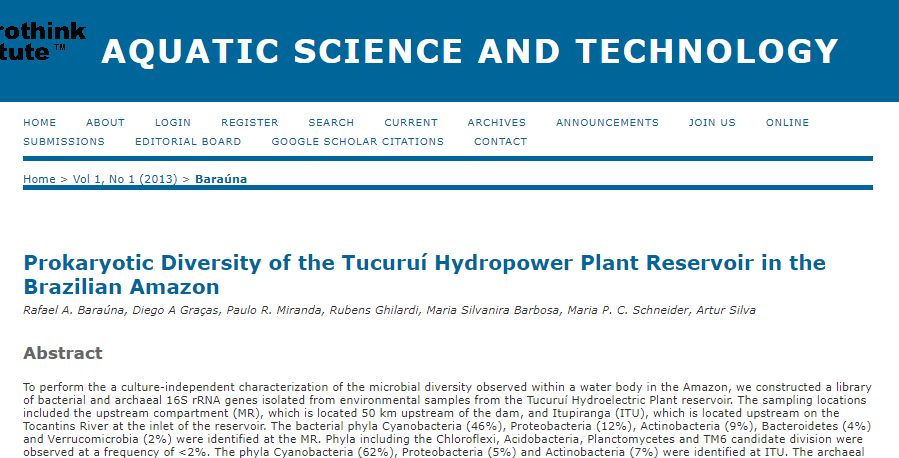 rothink
tute ™
AQUATIC SCIENCE AND TECHNOLOGY
HOME ABOUT LOGIN REGISTER SEARCH CURRENT ARCHIVES ANNOUNCEMENTS JOIN US ONLINE
SUBMISSIONS EDITORIAL BOARD GOOGLE SCHOLAR CITATIONS CONTACT
Home > Vol 1, No 1 (2013) > Baraúna
Prokaryotic Diversity of the Tucuruí Hydropower Plant Reservoir in the
Brazilian Amazon
Rafael A. Baraúna, Diego A Graças, Paulo R. Miranda, Rubens Ghilardi, Maria Silvanira Barbosa, Maria P. C. Schneider, Artur Silva
Abstract
To perform the a culture-independent characterization of the microbial diversity observed within a water body in the Amazon, we constructed a library
of bacterial and archaeal 16S rRNA genes isolated from environmental samples from the Tucuruí Hydroelectric Plant reservoir. The sampling locations
included the upstream compartment (MR), which is located 50 km upstream of the dam, and Itupiranga (ITU), which is located upstream on the
Tocantins River at the inlet of the reservoir. The bacterial phyla Cyanobacteria (46%), Proteobacteria (12%), Actinobacteria (9%), Bacteroidetes (4%)
and Verrucomicrobia (2%) were identified at the MR. Phyla including the Chloroflexi, Acidobacteria, Planctomycetes and TM6 candidate division were
observed at a frequency of <2%. The phyla Cyanobacteria (62%), Proteobacteria (5%) and Actinobacteria (7%) were identified at ITU. The archaeal